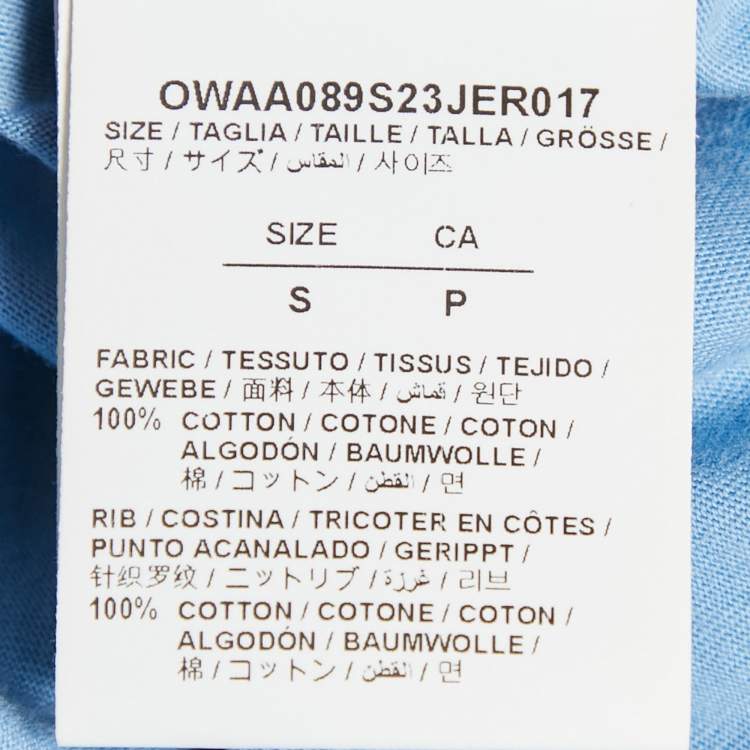 OWAA089S23JER017
SIZE / TAGLIA / TAILLE / TALLA / GRÖSSE /
尺寸 / サイズ / المقاس / 사이즈
SIZE CA
S P
FABRIC / TESSUTO / TISSUS / TEJIDO /
GEWEBE / 面料 / 本体 / قماش / 원단
100% COTTON / COTONE / COTON /
ALGODÓN / BAUMWOLLE /
棉 / コットン / القطن / 면
RIB / COSTINA / TRICOTER EN CÔTES /
PUNTO ACANALADO / GERIPPT /
针织罗纹 / ニットリブ / غرزة / 리브
100% COTTON / COTONE / COTON /
ALGODÓN / BAUMWOLLE /
棉 / コットン / القطن / 면